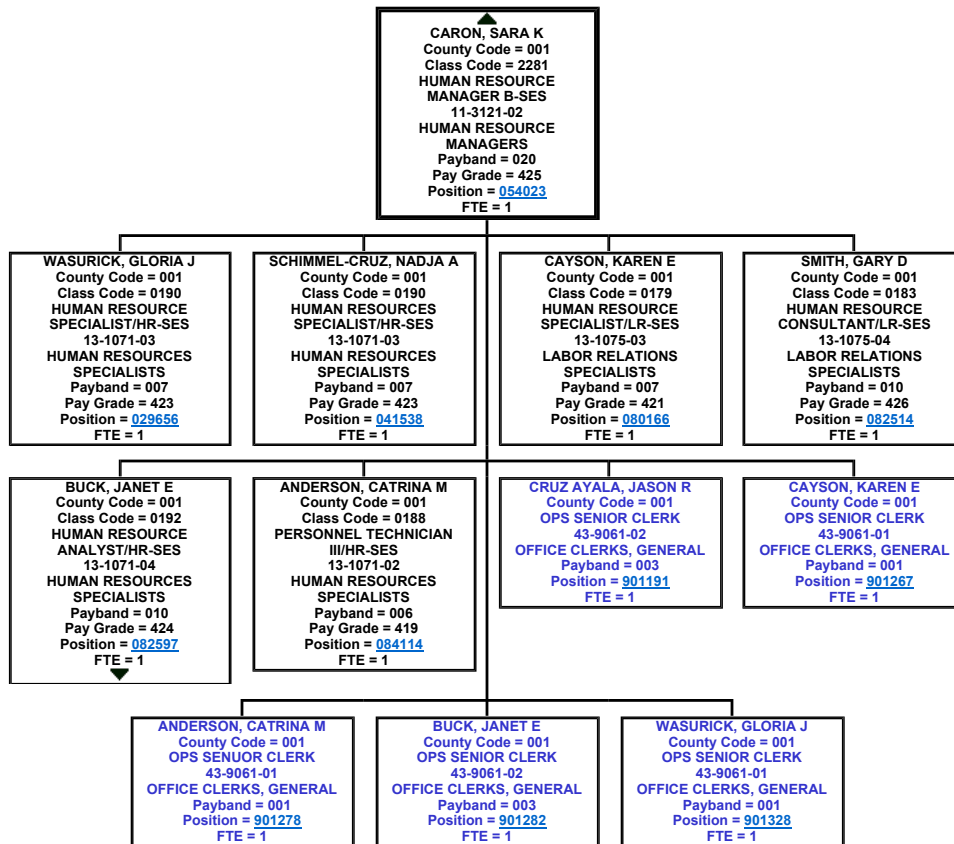 CARON, SARA K
County Code = 001
Class Code = 2281
HUMAN RESOURCE
MANAGER B-SES
11-3121-02
HUMAN RESOURCE
MANAGERS
Payband = 020
Pay Grade = 425
Position = 054023
FTE = 1
WASURICK, GLORIA J
County Code = 001
Class Code = 0190
HUMAN RESOURCE
SPECIALIST/HR-SES
13-1071-03
HUMAN RESOURCES
SPECIALISTS
Payband = 007
Pay Grade = 423
Position = 029656
FTE = 1
SCHIMMEL-CRUZ, NADJA A
County Code = 001
Class Code = 0190
HUMAN RESOURCES
SPECIALIST/HR-SES
13-1071-03
HUMAN RESOURCES
SPECIALISTS
Payband = 007
Pay Grade = 423
Position = 041538
FTE = 1
CAYSON, KAREN E
County Code = 001
Class Code = 0179
HUMAN RESOURCE
SPECIALIST/LR-SES
13-1075-03
LABOR RELATIONS
SPECIALISTS
Payband = 007
Pay Grade = 421
Position = 080166
FTE = 1
SMITH, GARY D
County Code = 001
Class Code = 0183
HUMAN RESOURCE
CONSULTANT/LR-SES
13-1075-04
LABOR RELATIONS
SPECIALISTS
Payband = 010
Pay Grade = 426
Position = 082514
FTE = 1
BUCK, JANET E
County Code = 001
Class Code = 0192
HUMAN RESOURCE
ANALYST/HR-SES
13-1071-04
HUMAN RESOURCES
SPECIALISTS
Payband = 010
Pay Grade = 424
Position = 082597
FTE = 1
ANDERSON, CATRINA M
County Code = 001
Class Code = 0188
PERSONNEL TECHNICIAN
III/HR-SES
13-1071-02
HUMAN RESOURCES
SPECIALISTS
Payband = 006
Pay Grade = 419
Position = 084114
FTE = 1
CRUZ AYALA, JASON R
County Code = 001
OPS SENIOR CLERK
43-9061-02
OFFICE CLERKS, GENERAL
Payband = 003
Position = 901191
FTE = 1
CAYSON, KAREN E
County Code = 001
OPS SENIOR CLERK
43-9061-01
OFFICE CLERKS, GENERAL
Payband = 001
Position = 901267
FTE = 1
ANDERSON, CATRINA M
County Code = 001
OPS SENUOR CLERK
43-9061-01
OFFICE CLERKS, GENERAL
Payband = 001
Position = 901278
FTE = 1
BUCK, JANET E
County Code = 001
OPS SENIOR CLERK
43-9061-02
OFFICE CLERKS, GENERAL
Payband = 003
Position = 901282
FTE = 1
WASURICK, GLORIA J
County Code = 001
OPS SENIOR CLERK
43-9061-01
OFFICE CLERKS, GENERAL
Payband = 001
Position = 901328
FTE = 1